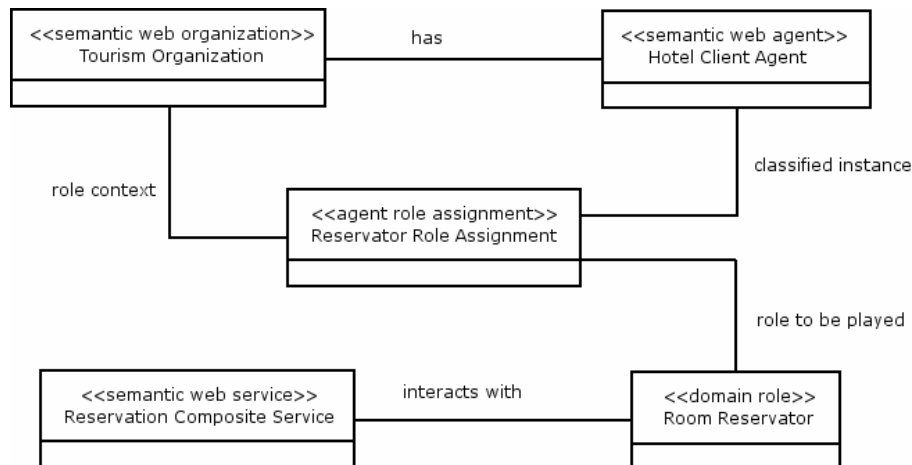 <<semantic web organization>>
Tourism Organization
has
<<semantic web agent>>
Hotel Client Agent
role context
classified instance
<<agent role assignment>>
Reservator Role Assignment
role to be played
<<semantic web service>>
Reservation Composite Service
interacts with
<<domain role>>
Room Reservator